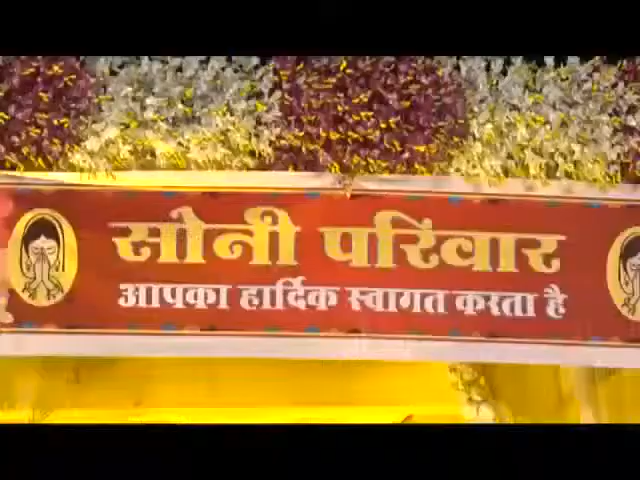 सोनी परिवार
आपका हार्दिक स्वागत करता है